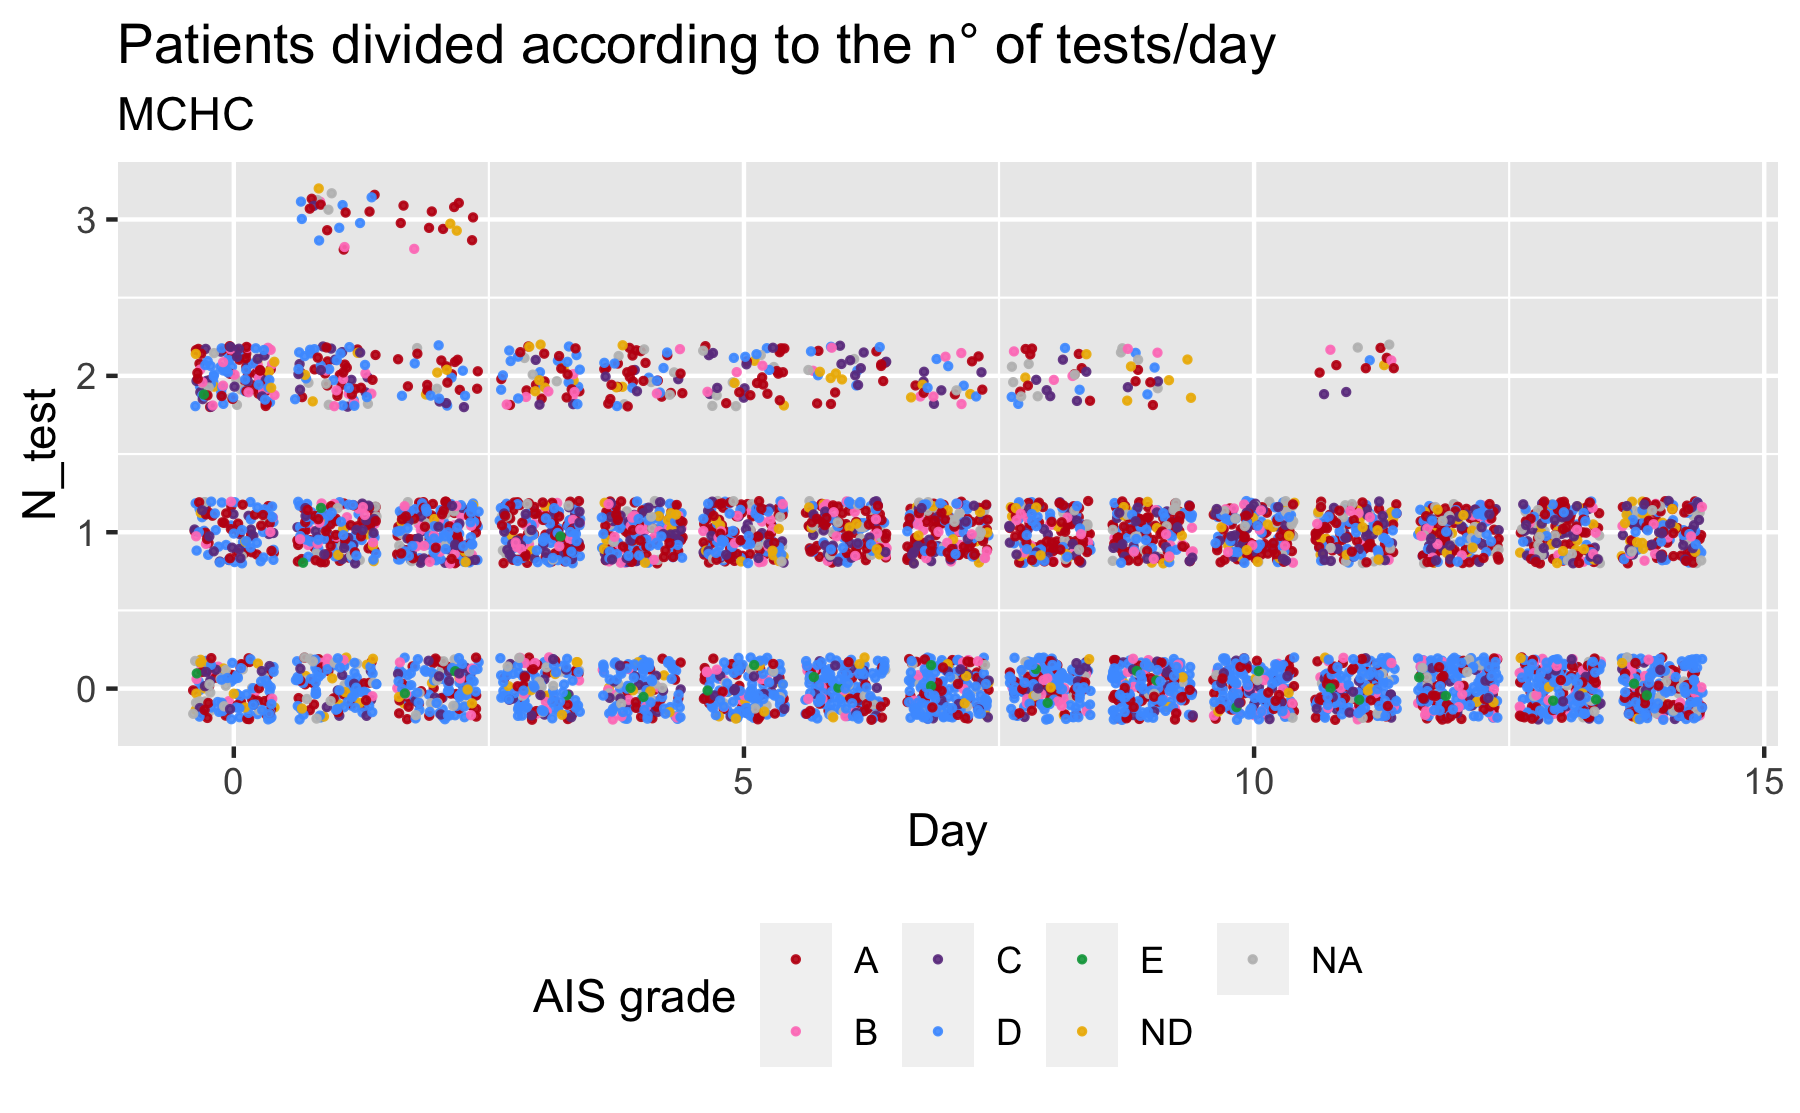 Patients divided according to the n° of tests/day
MCHC
3
2
1
0
N_test
0 5 10 15
Day
AIS grade
A C E NA
B D ND